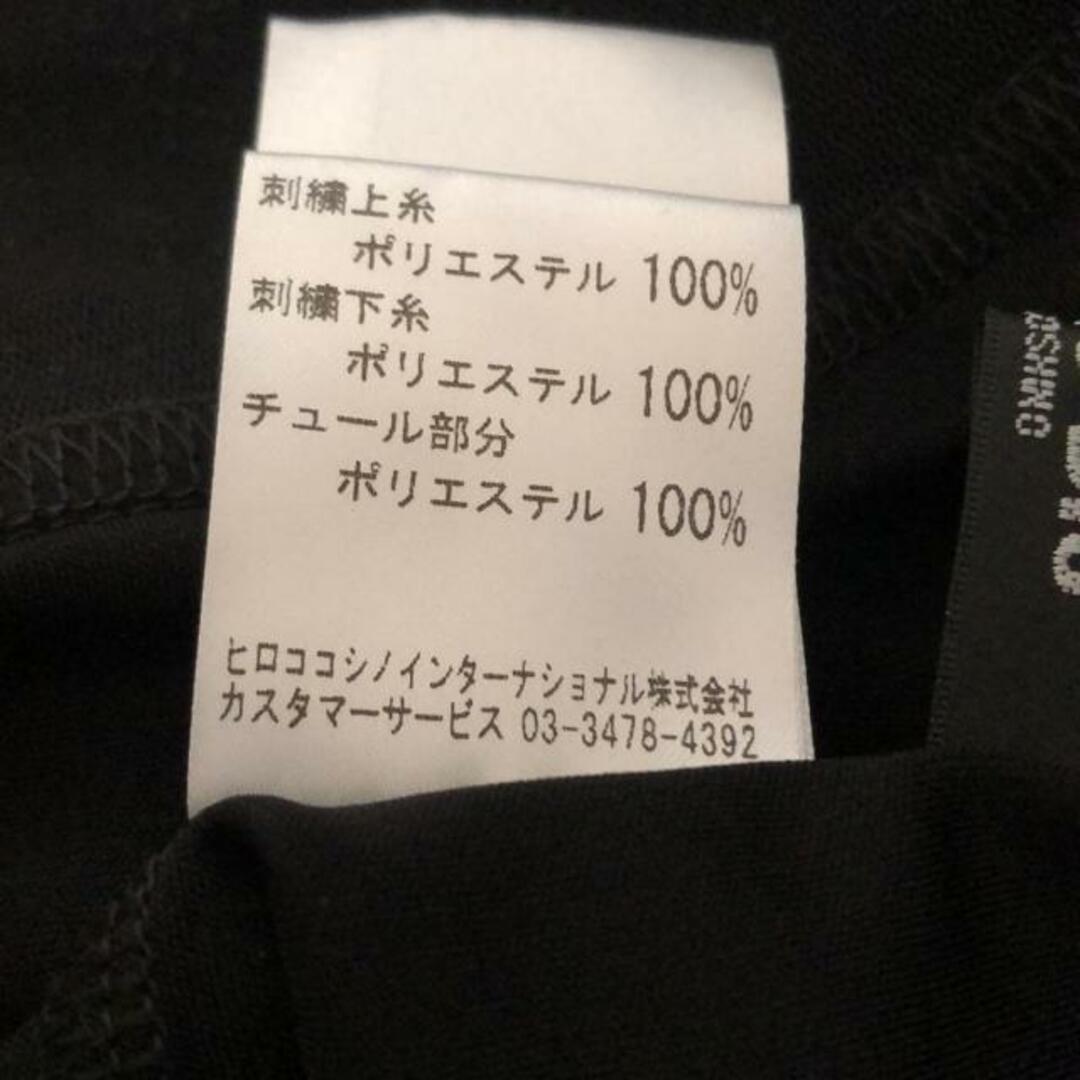 刺繍上糸
ポリエステル 100%
刺繍下糸
ポリエステル 100%
チュール部分
ポリエステル 100%
ヒロココシノインターナショナル株式会社
カスタマーサービス 03-3478-4392